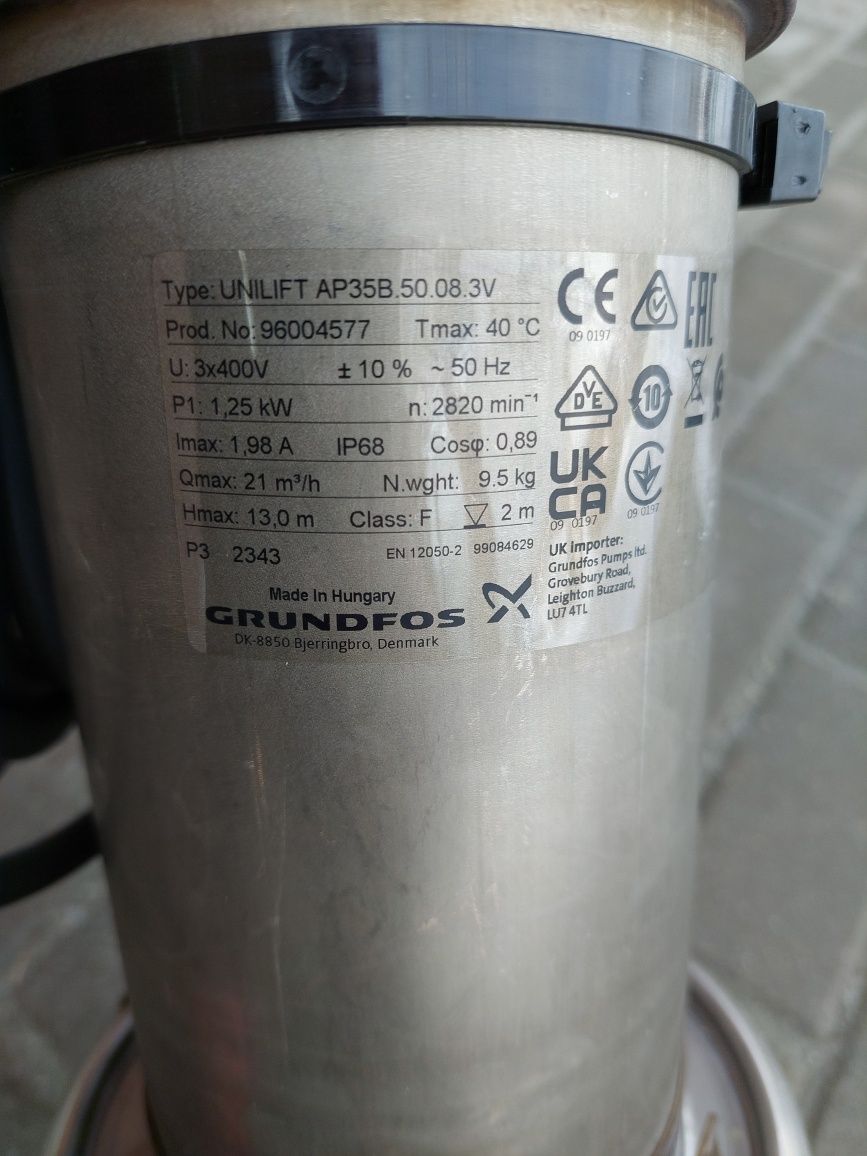 Type: UNILIFT AP35B.50.08.3V
Prod. No: 96004577 Tmax: 40 °C
U: 3x400V ± 10 % ~ 50 Hz
P1: 1,25 kW n: 2820 min⁻¹
Imax: 1,98 A IP68 Cosφ: 0,89
Qmax: 21 m³/h N.wght: 9.5 kg
Hmax: 13,0 m Class: F 2 m
P3 2343 EN 12050-2 99084629
Made In Hungary
GRUNDFOS
DK-8850 Bjerringbro, Denmark
CE
09 0197
EAC
DVE
10
UK
CA
09 0197
09 0197
UK importer:
Grundfos Pumps ltd.
Grovebury Road,
Leighton Buzzard,
LU7 4TL